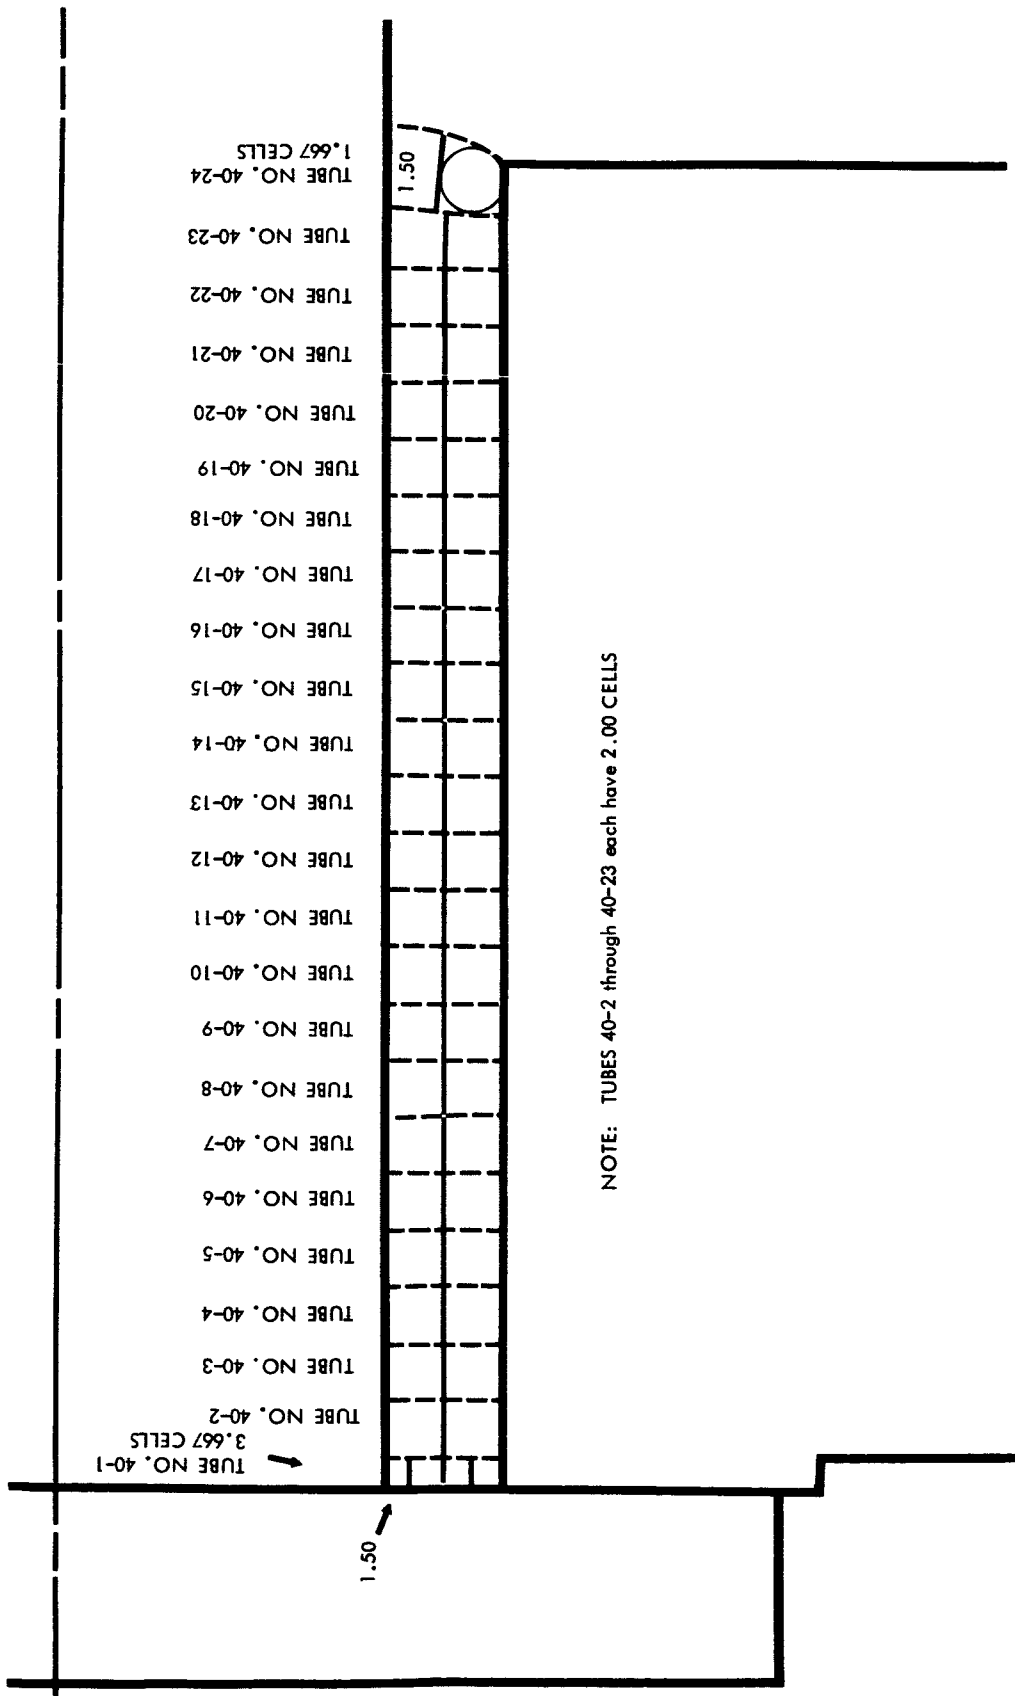 TUBE NO. 40-24
1.667 CELLS
1.50
TUBE NO. 40-23
TUBE NO. 40-22
TUBE NO. 40-21
TUBE NO. 40-20
TUBE NO. 40-19
TUBE NO. 40-18
TUBE NO. 40-17
TUBE NO. 40-16
TUBE NO. 40-15
TUBE NO. 40-14
TUBE NO. 40-13
TUBE NO. 40-12
TUBE NO. 40-11
TUBE NO. 40-10
TUBE NO. 40-9
TUBE NO. 40-8
TUBE NO. 40-7
TUBE NO. 40-6
TUBE NO. 40-5
TUBE NO. 40-4
TUBE NO. 40-3
TUBE NO. 40-2
TUBE NO. 40-1
3.667 CELLS
1.50
NOTE: TUBES 40-2 through 40-23 each have 2.00 CELLS